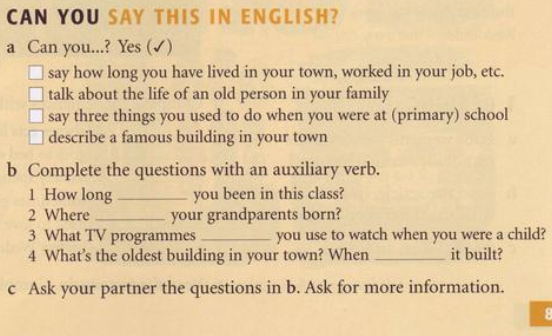 CAN YOU SAY THIS IN ENGLISH?
a Can you...? Yes (✓)
say how long you have lived in your town, worked in your job, etc.
talk about the life of an old person in your family
say three things you used to do when you were at (primary) school
describe a famous building in your town
b Complete the questions with an auxiliary verb.
1 How long ________ you been in this class?
2 Where ________ your grandparents born?
3 What TV programmes ________ you use to watch when you were a child?
4 What's the oldest building in your town? When ________ it built?
c Ask your partner the questions in b. Ask for more information.